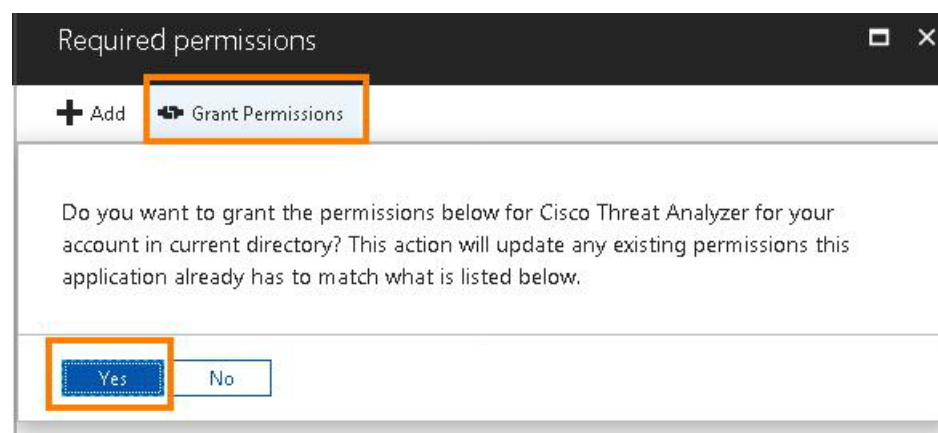 Required permissions
Add Grant Permissions
Do you want to grant the permissions below for Cisco Threat Analyzer for your
account in current directory? This action will update any existing permissions this
application already has to match what is listed below.
Yes No